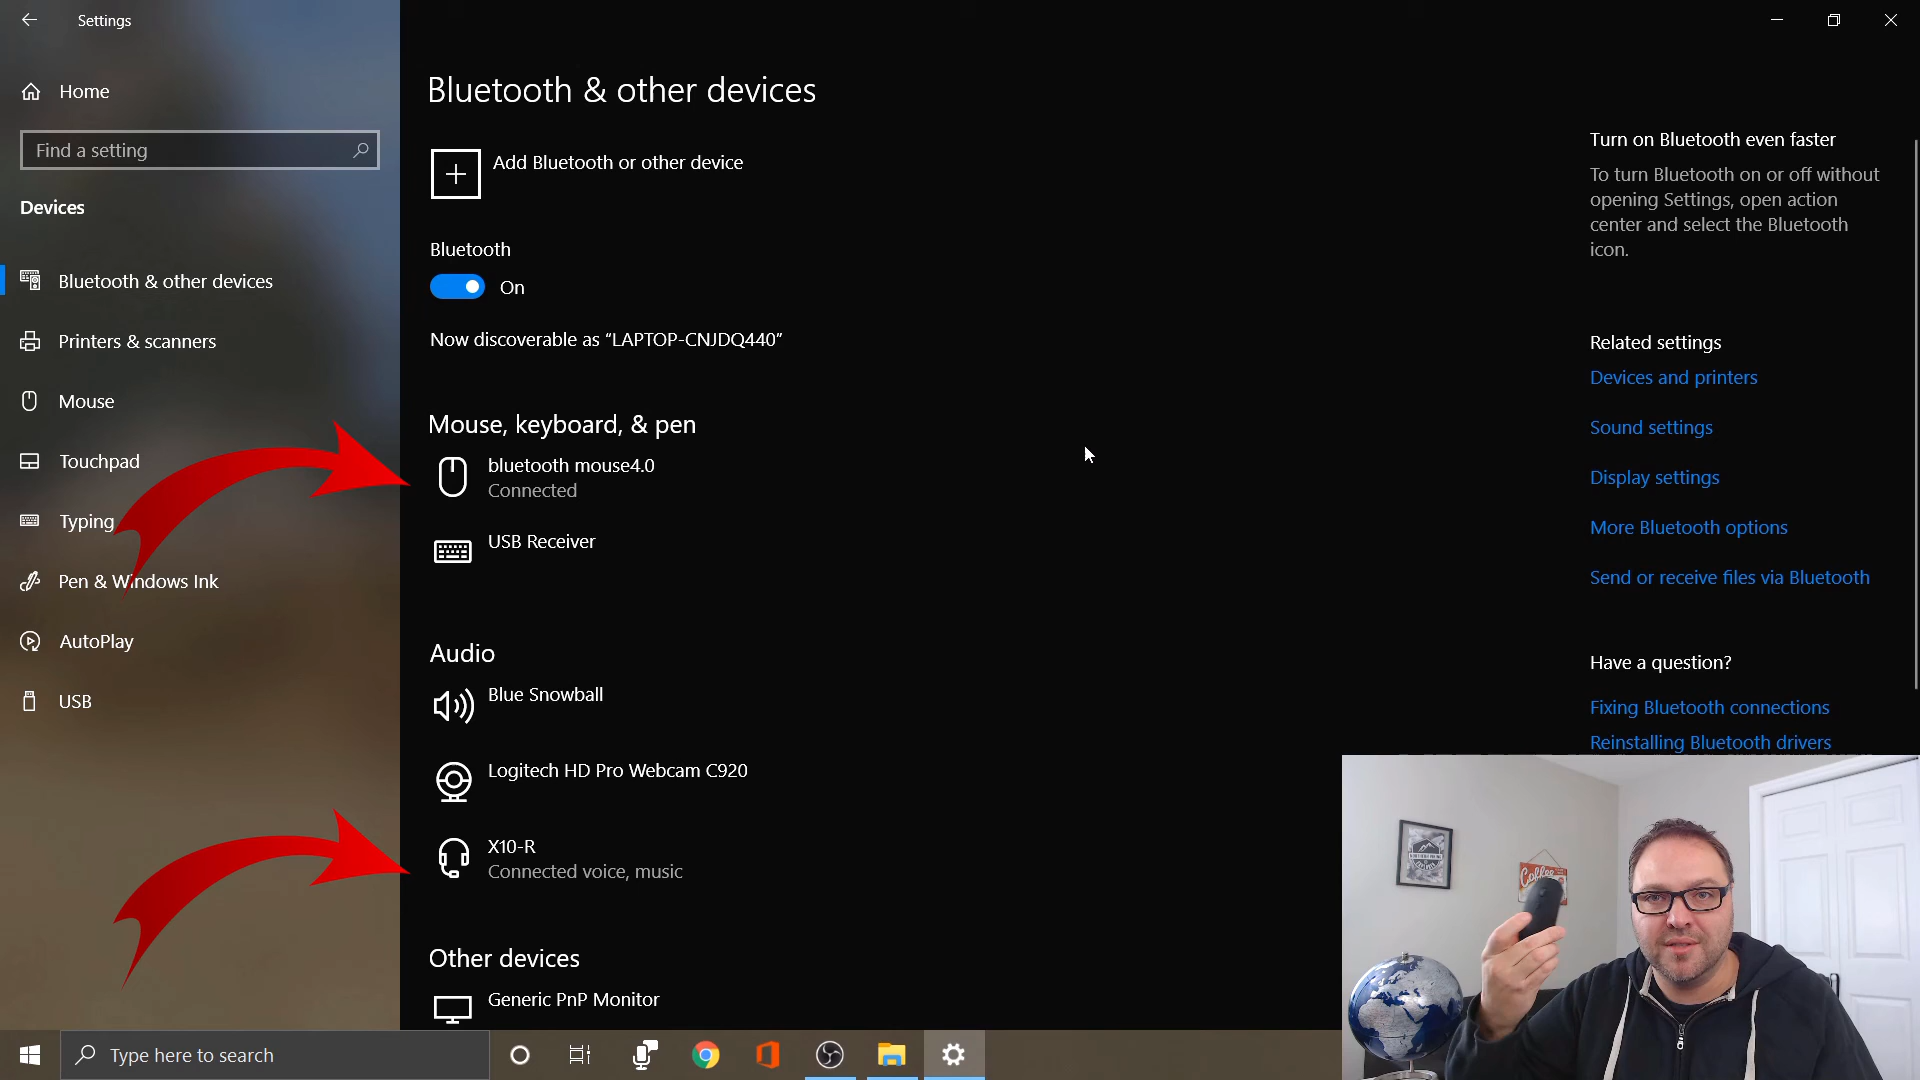 Settings
Home
Find a setting
Devices
Bluetooth & other devices
Printers & scanners
Mouse
Touchpad
Typing
Pen & Windows Ink
AutoPlay
USB
Bluetooth & other devices
Add Bluetooth or other device
Bluetooth
On
Now discoverable as “LAPTOP-CNJDQ440”
Mouse, keyboard, & pen
bluetooth mouse4.0
Connected
USB Receiver
Audio
Blue Snowball
Logitech HD Pro Webcam C920
X10-R
Connected voice, music
Other devices
Generic PnP Monitor
Turn on Bluetooth even faster
To turn Bluetooth on or off without
opening Settings, open action
center and select the Bluetooth
icon.
Related settings
Devices and printers
Sound settings
Display settings
More Bluetooth options
Send or receive files via Bluetooth
Have a question?
Fixing Bluetooth connections
Reinstalling Bluetooth drivers
Coffee
Type here to search